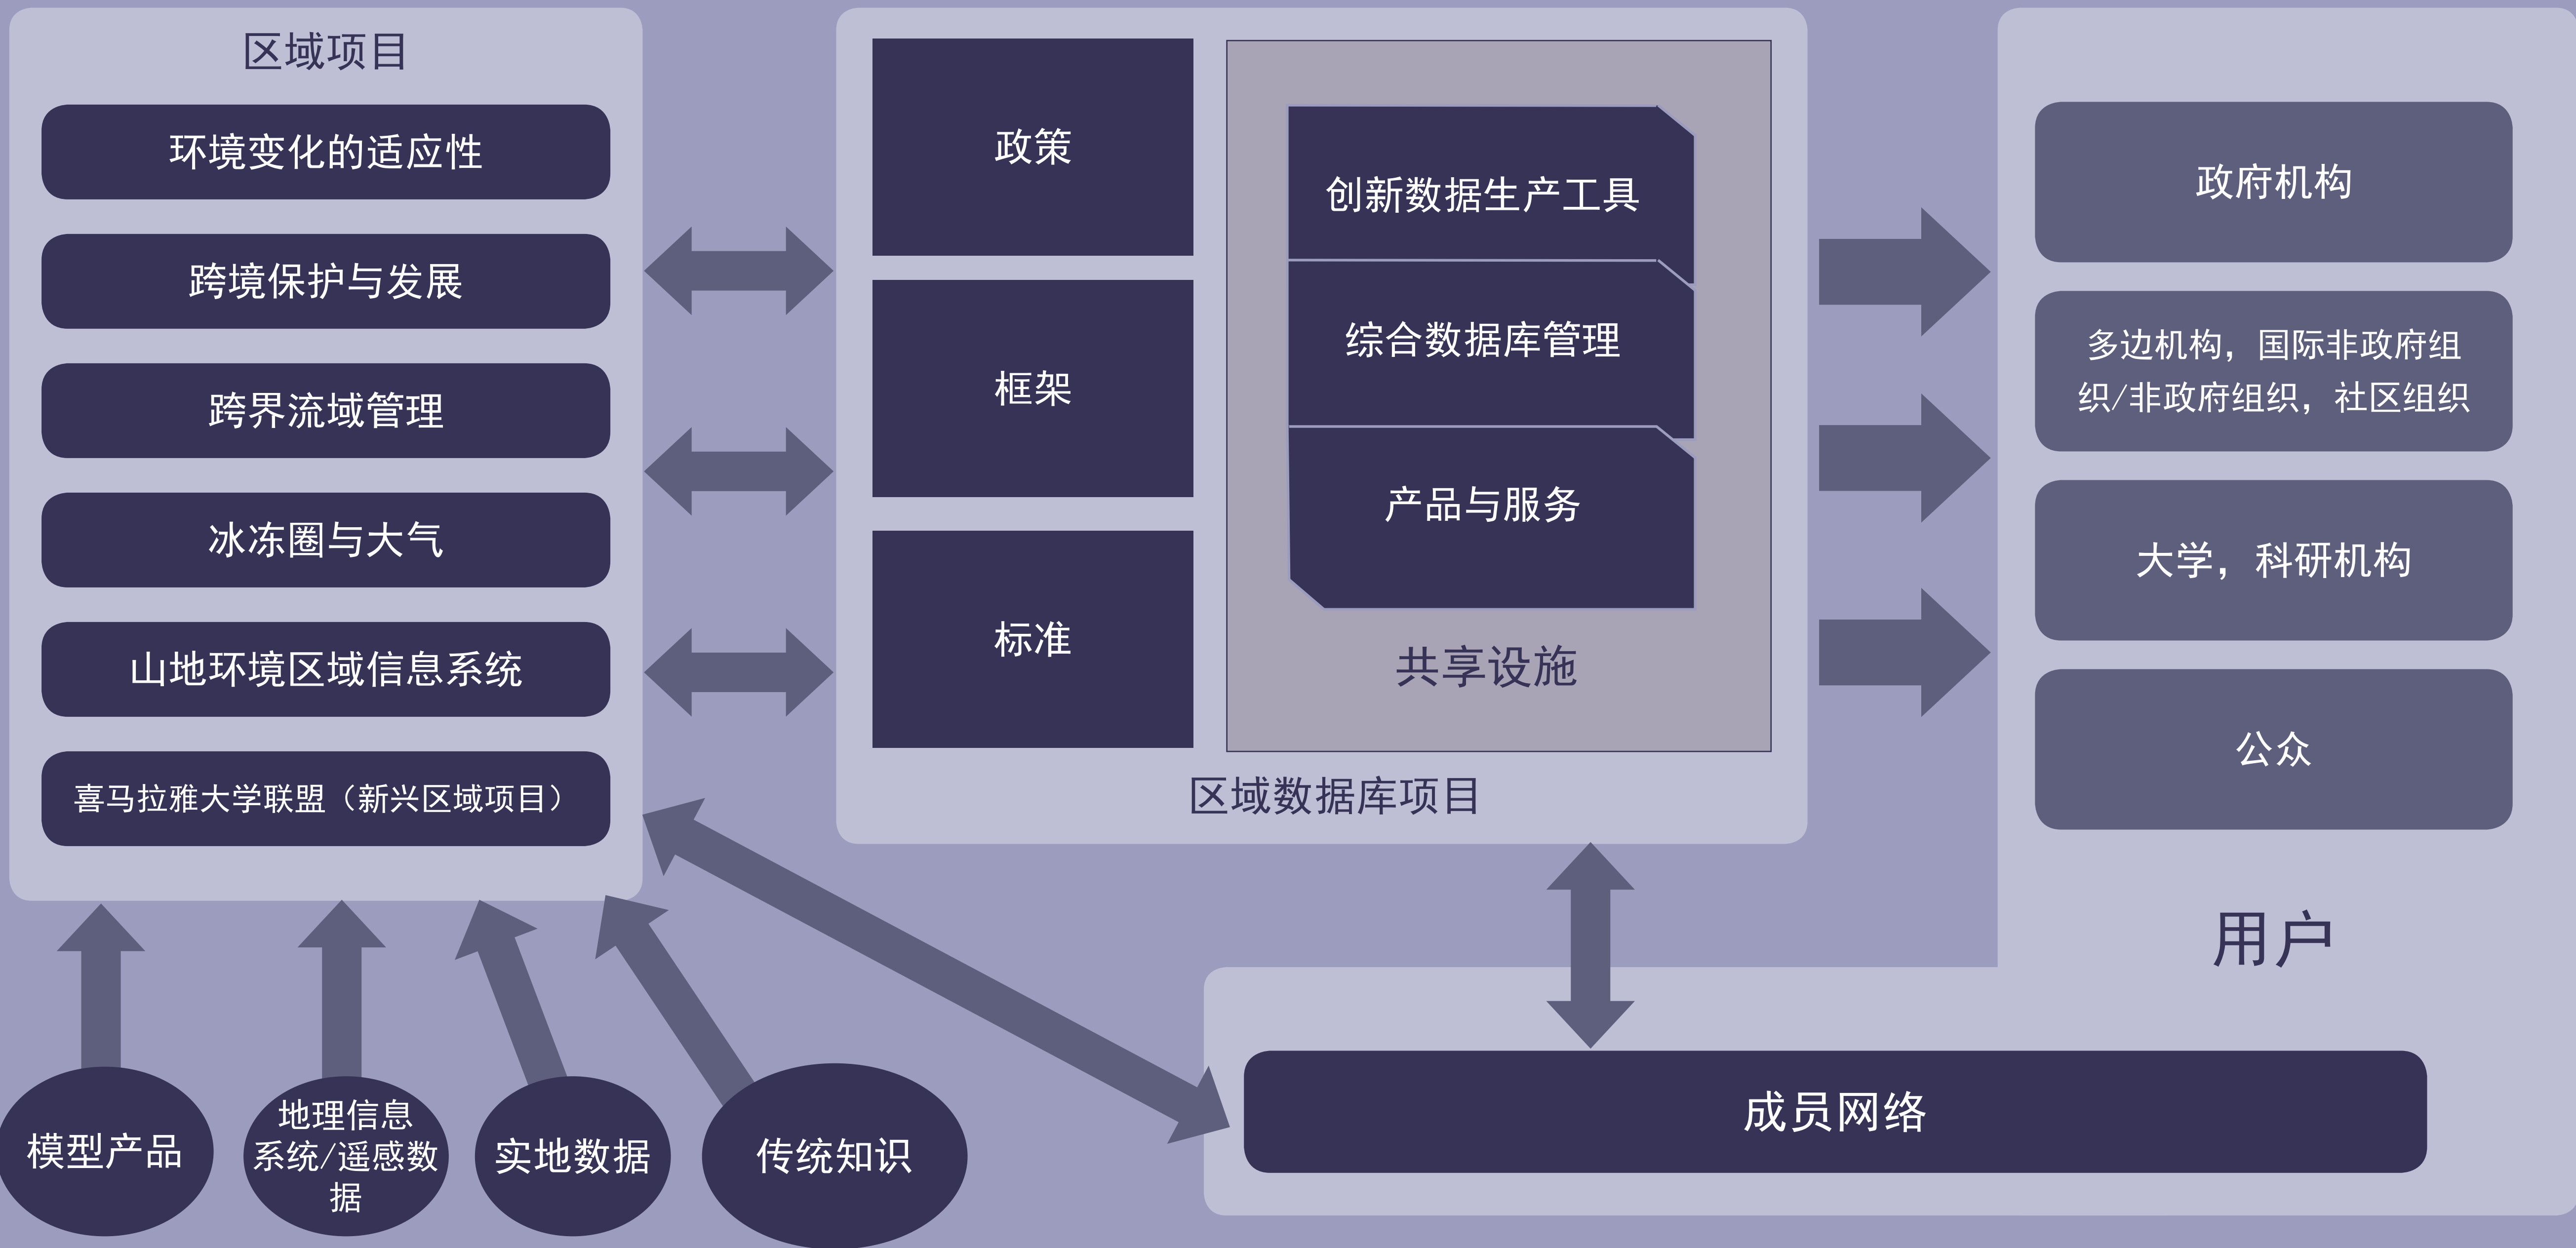 区域项目
环境变化的适应性
跨境保护与发展
跨界流域管理
冰冻圈与大气
山地环境区域信息系统
喜马拉雅大学联盟（新兴区域项目）
政策
框架
标准
创新数据生产工具
综合数据库管理
产品与服务
共享设施
区域数据库项目
政府机构
多边机构，国际非政府组
织/非政府组织，社区组织
大学，科研机构
公众
用户
成员网络
模型产品
地理信息
系统/遥感数
据
实地数据
传统知识